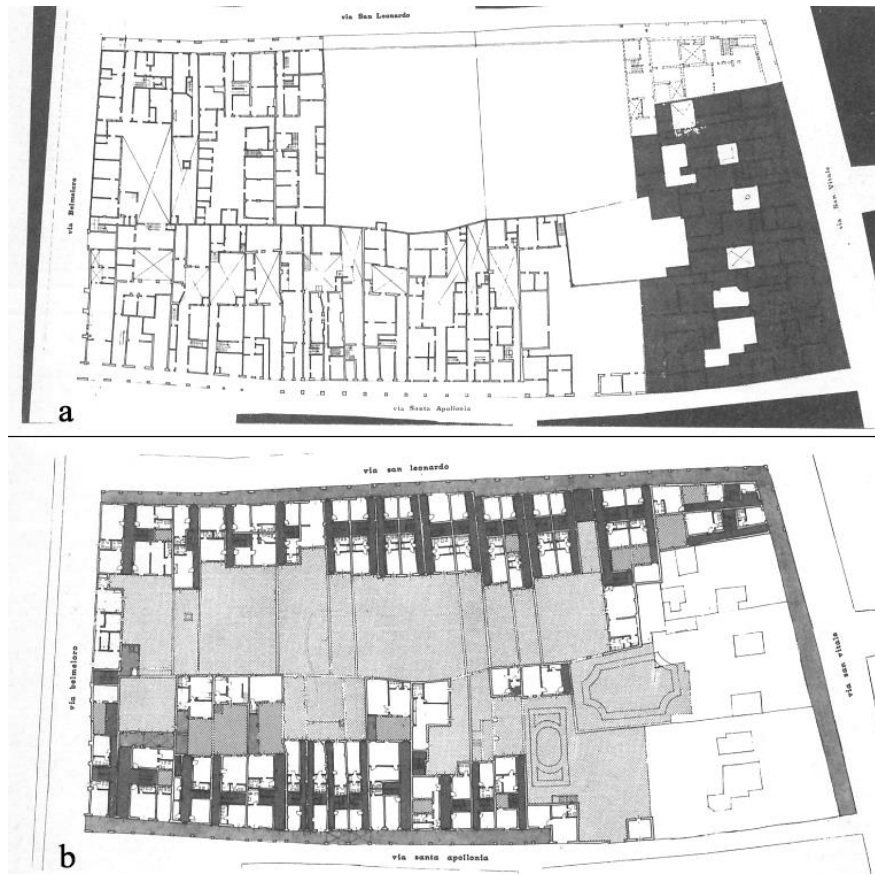 via San Leonardo
via Belmeloro
via San Vitale
via Santa Apollonia
a
via san leonardo
via belmeloro
via san vitale
via santa apollonia
b